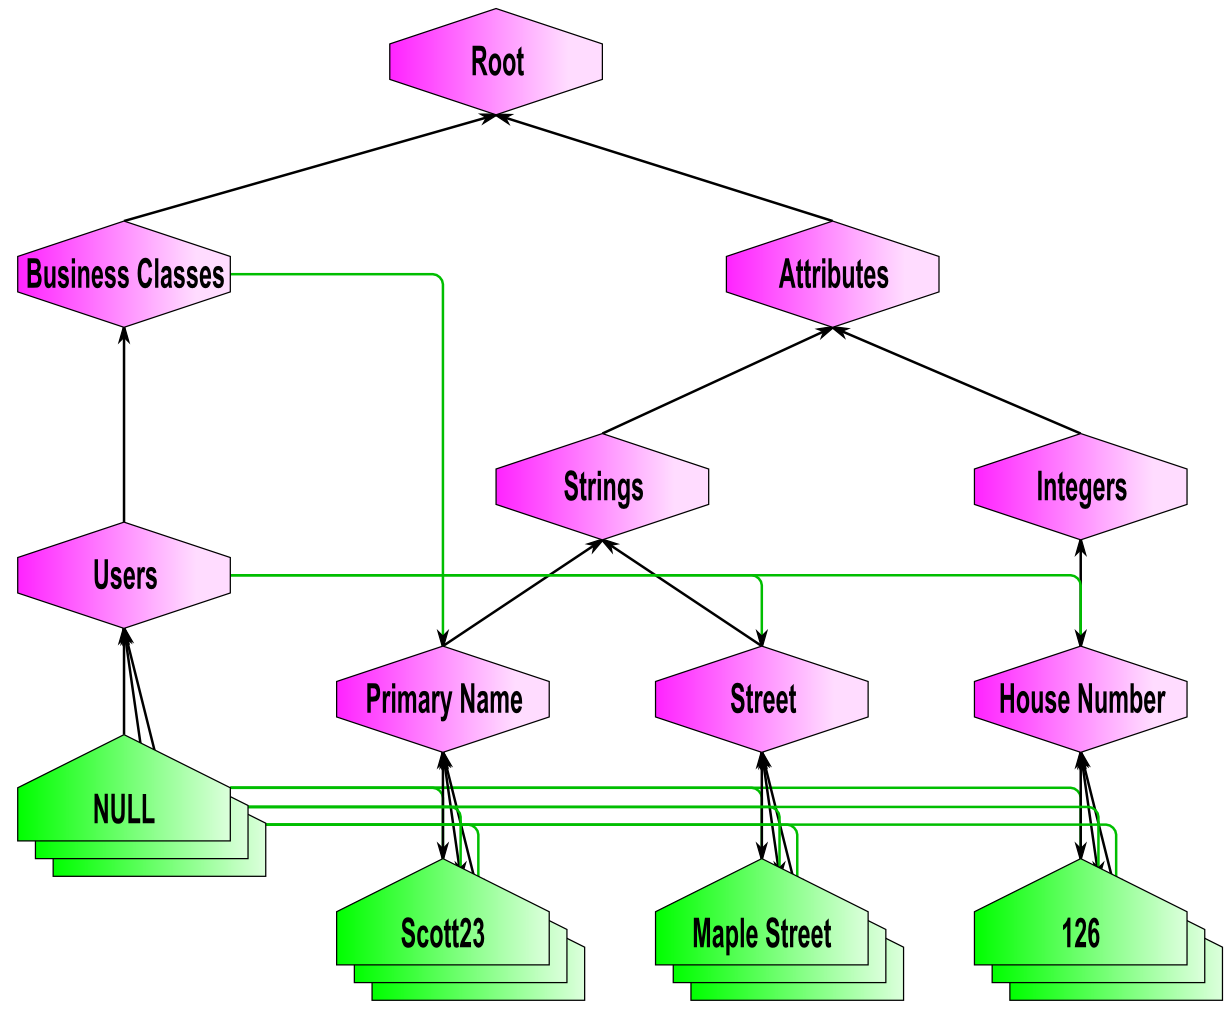 Root
Business Classes
Attributes
Strings
Integers
Users
Primary Name
Street
House Number
NULL
Scott23
Maple Street
126